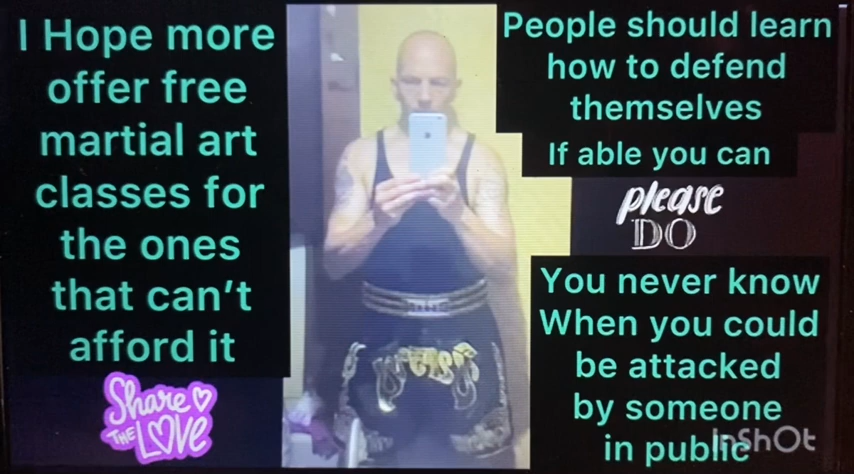 I Hope more
offer free
martial art
classes for
the ones
that can't
afford it
Share
THE LOVE
People should learn
how to defend
themselves
If able you can
please
DO
You never know
When you could
be attacked
by someone
in public
InShOt